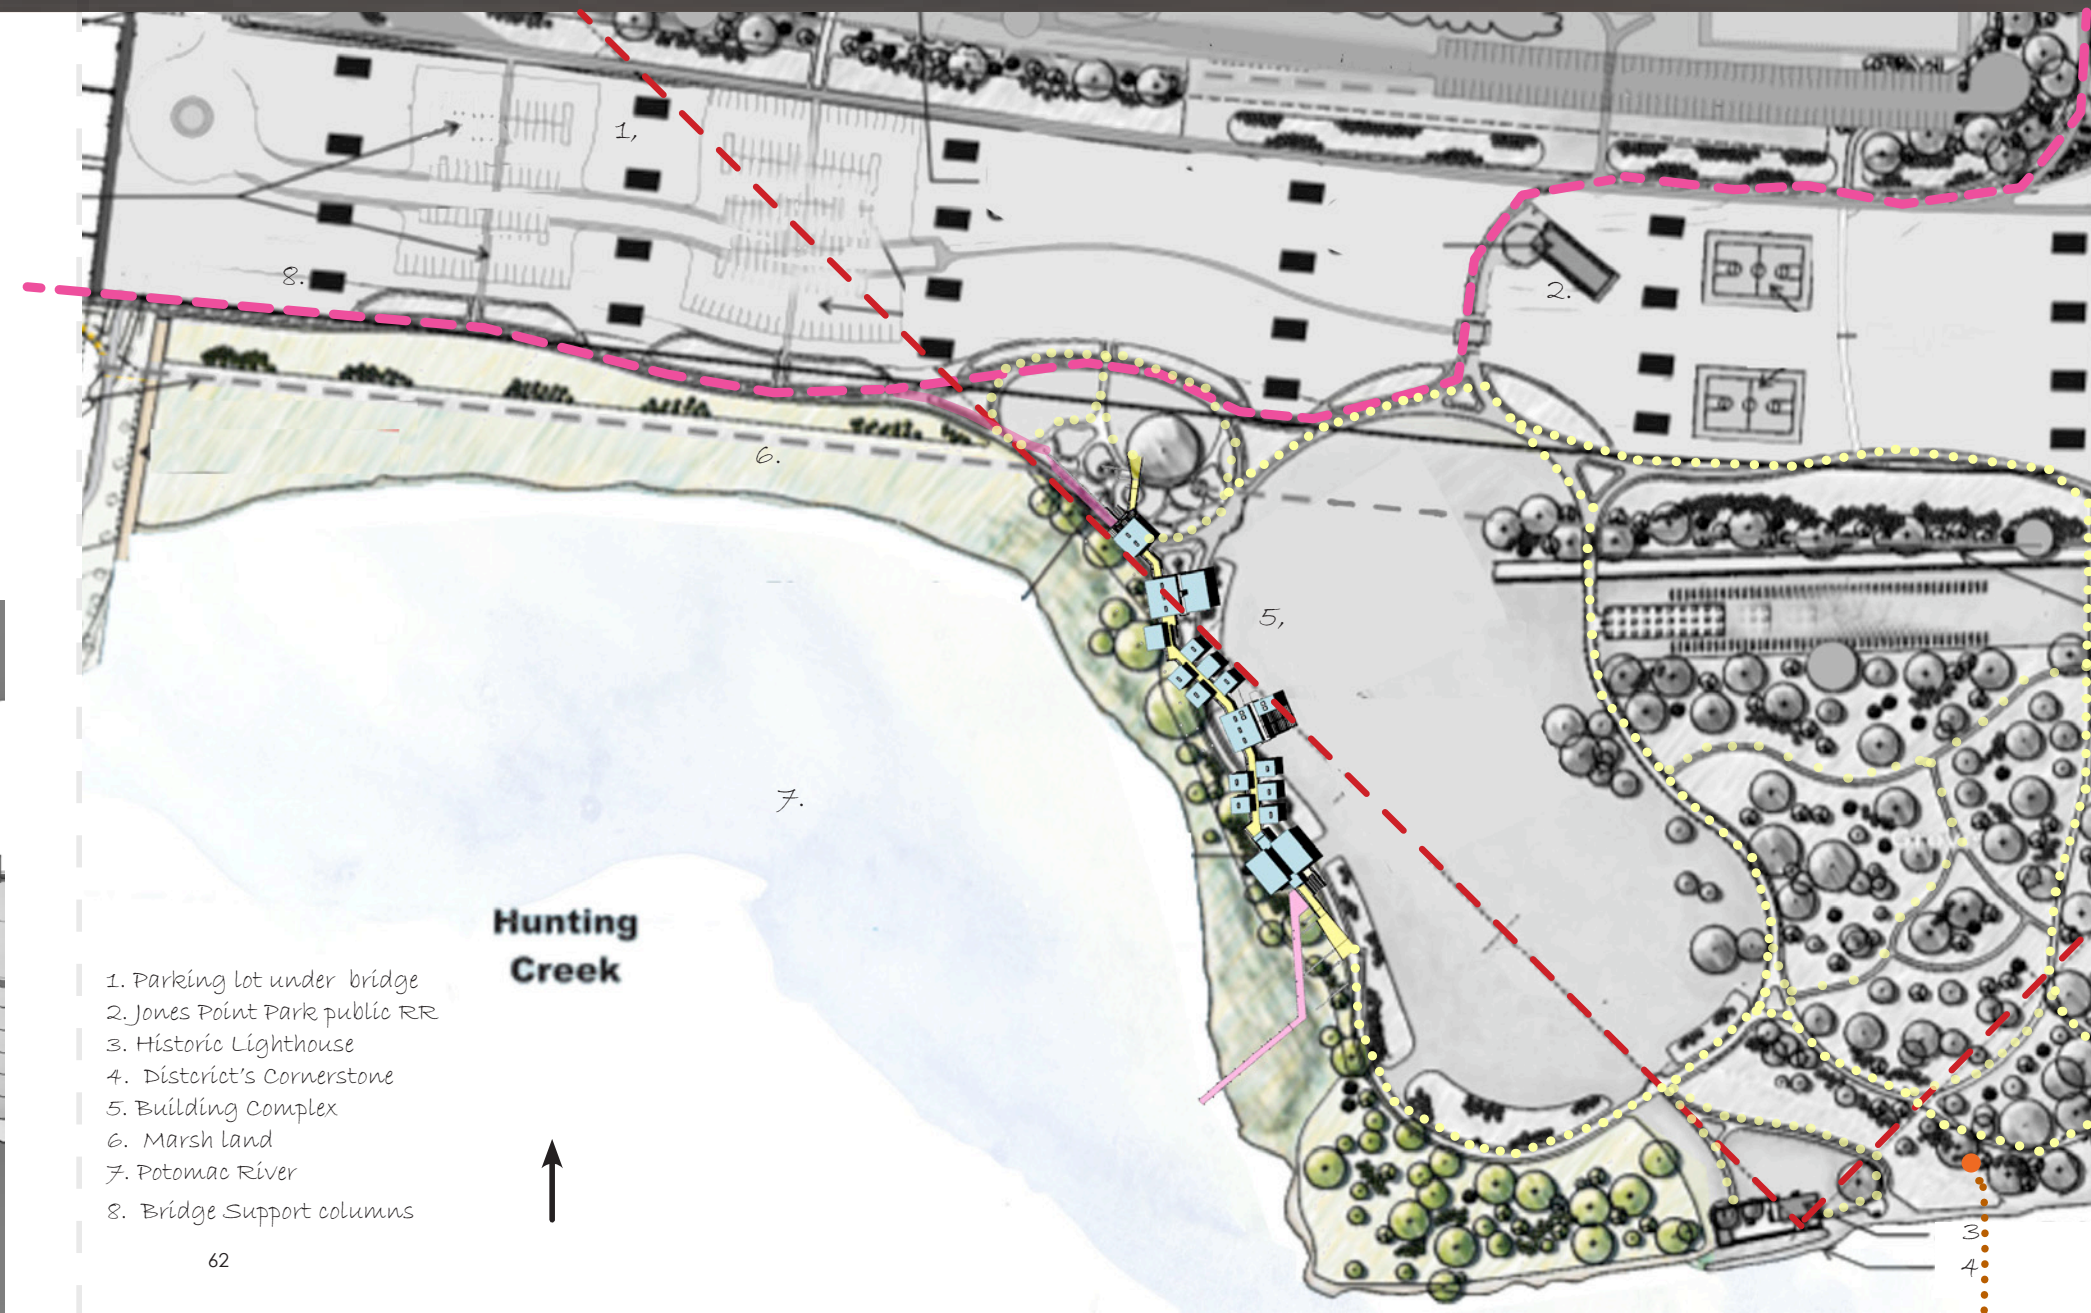 1,
8.
2.
6.
5,
7.
Hunting
Creek
1. Parking lot under bridge
2. Jones Point Park public RR
3. Historic Lighthouse
4. Distcrict's Cornerstone
5. Building Complex
6. Marsh land
7. Potomac River
8. Bridge Support columns
3
4
62